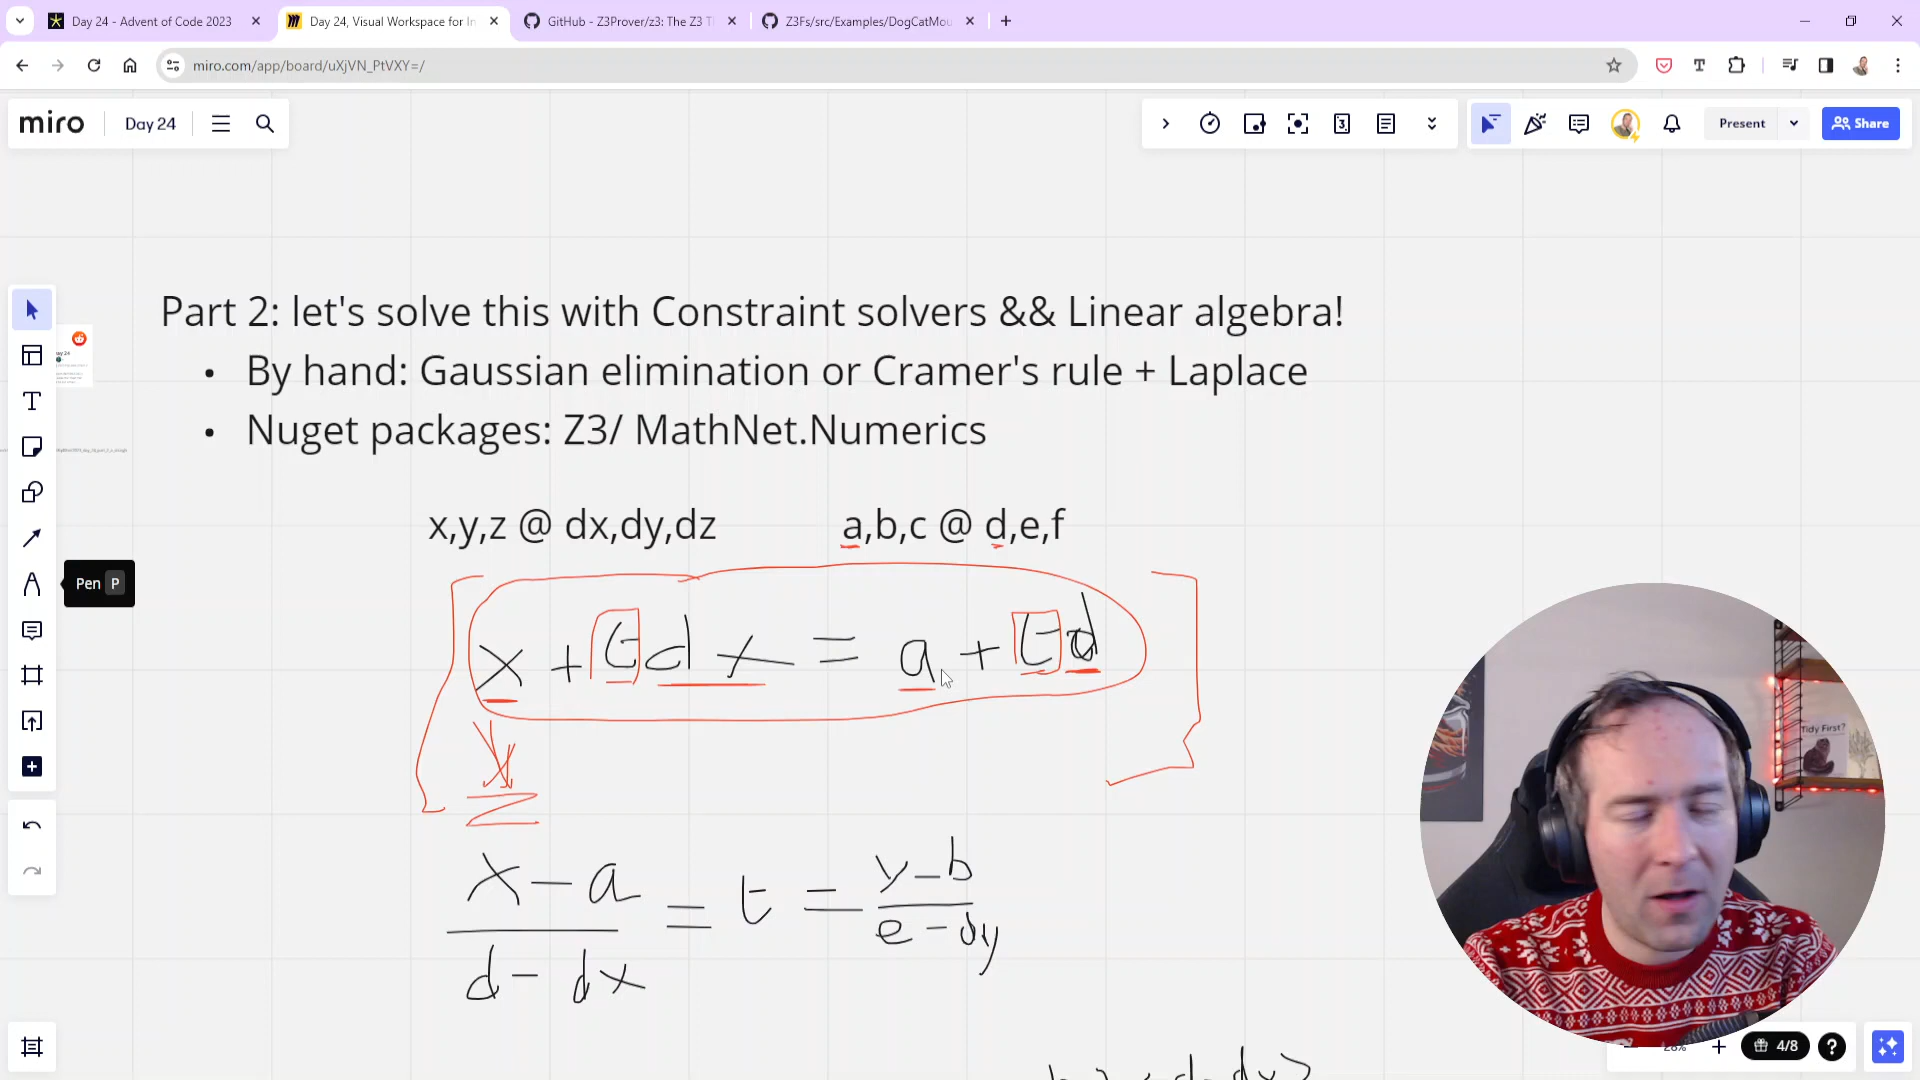 Day 24 - Advent of Code 2023
Day 24, Visual Workspace for In
GitHub - Z3Prover/z3: The Z3 T
Z3Fs/src/Examples/DogCatMou
miro.com/app/board/uXjVN_PtVXY=/
miro
Day 24
Present
Share
Part 2: let's solve this with Constraint solvers && Linear algebra!
• By hand: Gaussian elimination or Cramer's rule + Laplace
• Nuget packages: Z3/ MathNet.Numerics
x,y,z @ dx,dy,dz
a,b,c @ d,e,f
Pen P
x + t dx = a + t d
y
z
x - a
d - dx
= t =
y - b
e - dy
Tidy First?
28%
4/8